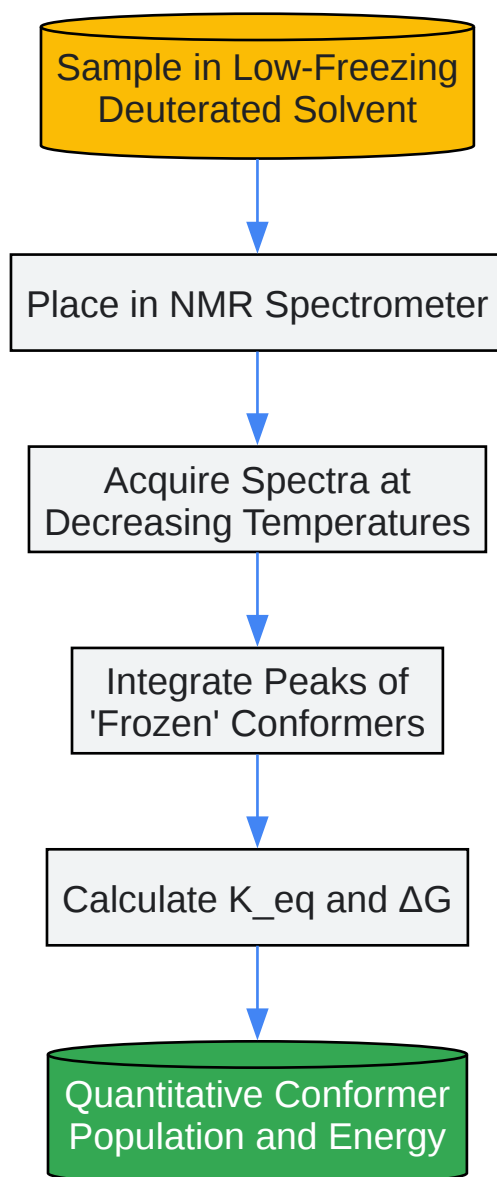 Sample in Low-Freezing
Deuterated Solvent
Place in NMR Spectrometer
Acquire Spectra at
Decreasing Temperatures
Integrate Peaks of
'Frozen' Conformers
Calculate K_eq and ΔG
Quantitative Conformer
Population and Energy